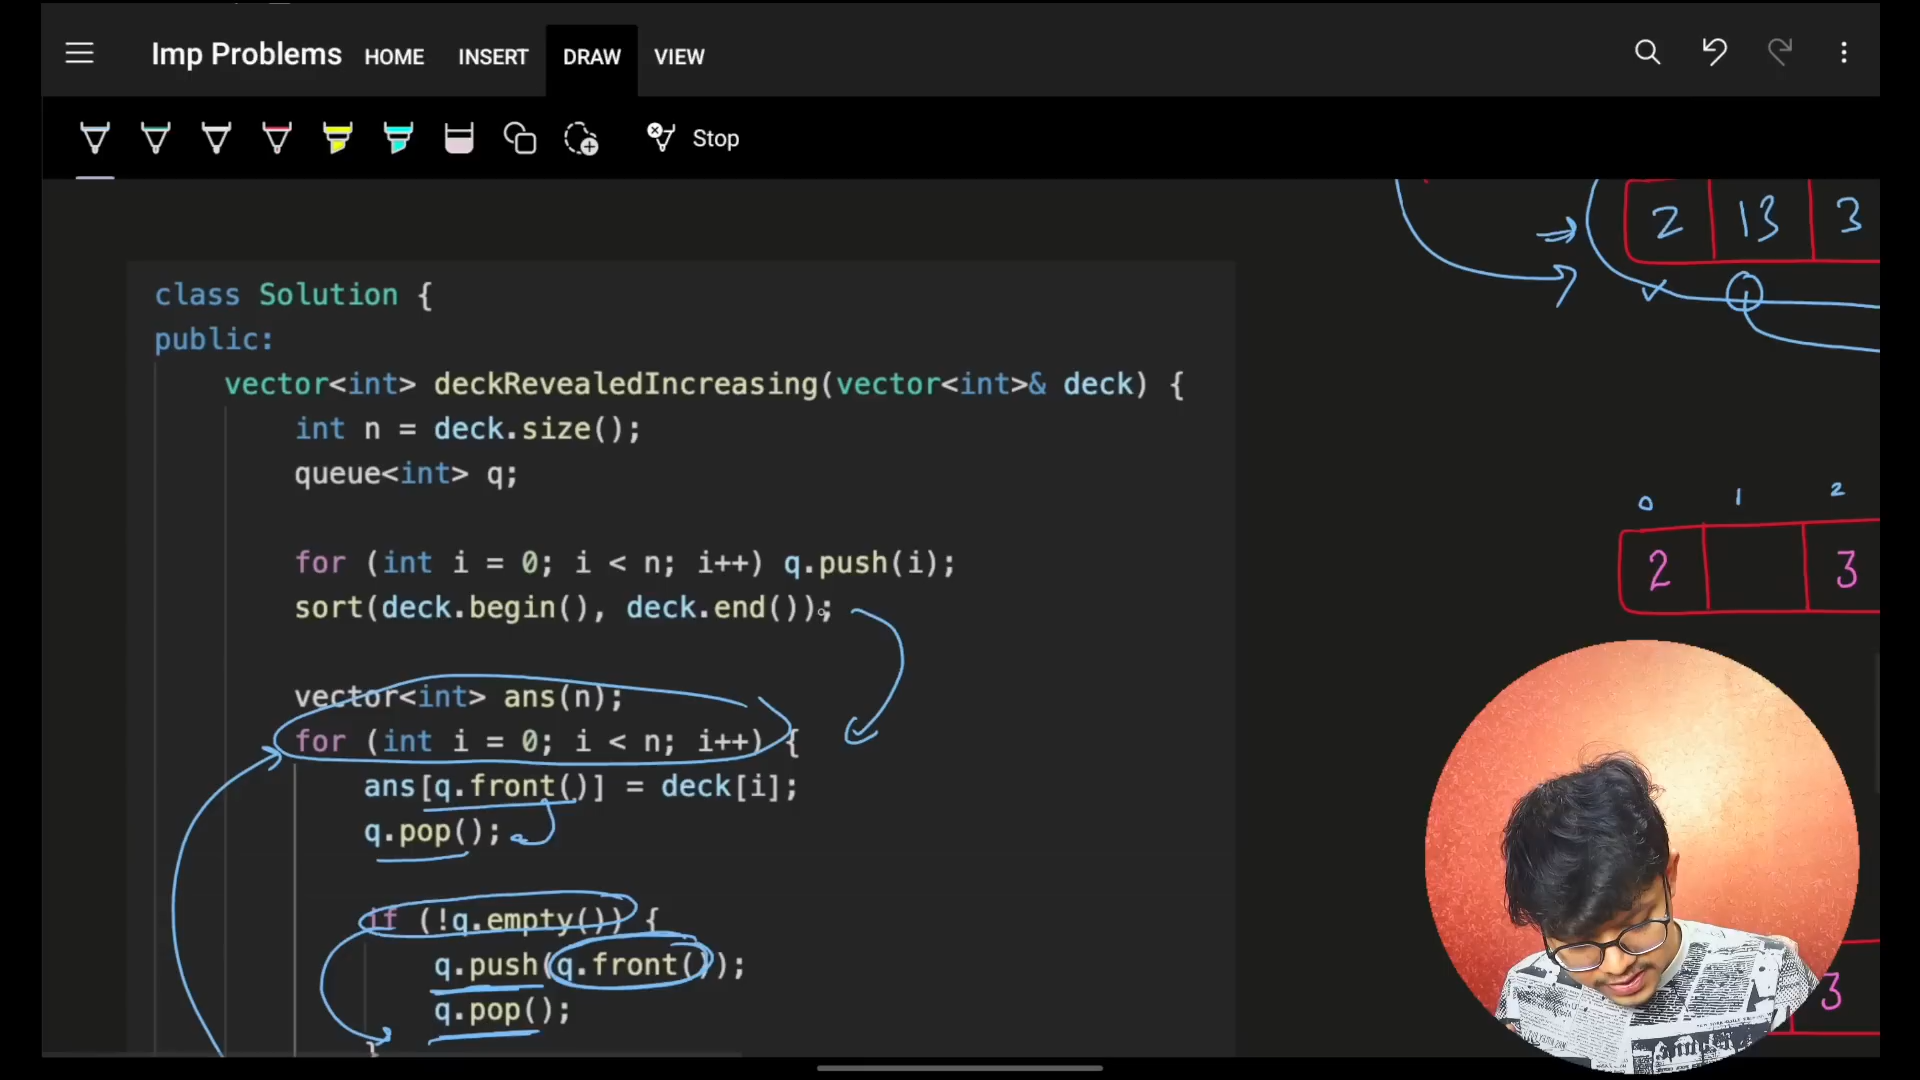 Imp Problems HOME INSERT DRAW VIEW
Stop
2 13 3
class Solution {
public:
vector<int> deckRevealedIncreasing(vector<int>& deck) {
int n = deck.size();
queue<int> q;
0 1 2
for (int i = 0; i < n; i++) q.push(i);
2 3
sort(deck.begin(), deck.end());
vector<int> ans(n);
for (int i = 0; i < n; i++) {
ans[q.front()] = deck[i];
q.pop();
if (!q.empty()) {
q.push(q.front());
3
q.pop();
}